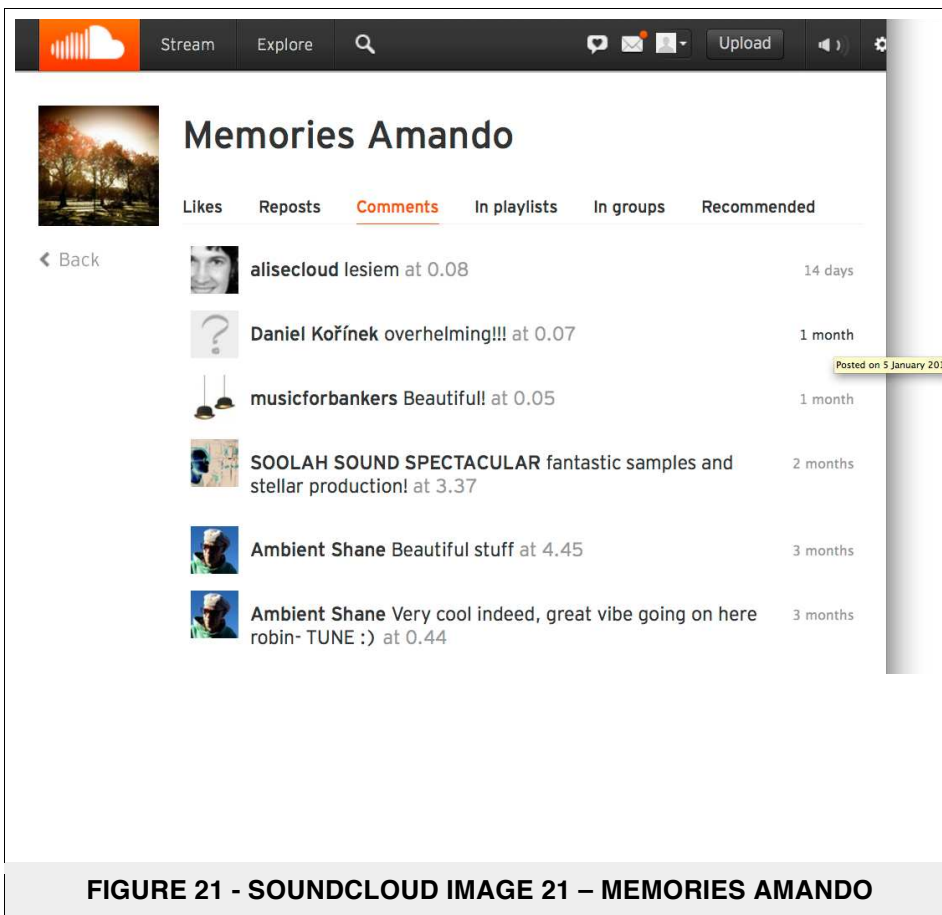 Stream Explore Upload
Memories Amando
Likes Reposts Comments In playlists In groups Recommended
Back
alisecloud lesiem at 0.08 14 days
Daniel Kořínek overhelming!!! at 0.07 1 month
Posted on 5 January 201
musicforbankers Beautiful! at 0.05 1 month
SOOLAH SOUND SPECTACULAR fantastic samples and 2 months
stellar production! at 3.37
Ambient Shane Beautiful stuff at 4.45 3 months
Ambient Shane Very cool indeed, great vibe going on here 3 months
robin- TUNE :) at 0.44
FIGURE 21 - SOUNDCLOUD IMAGE 21 – MEMORIES AMANDO